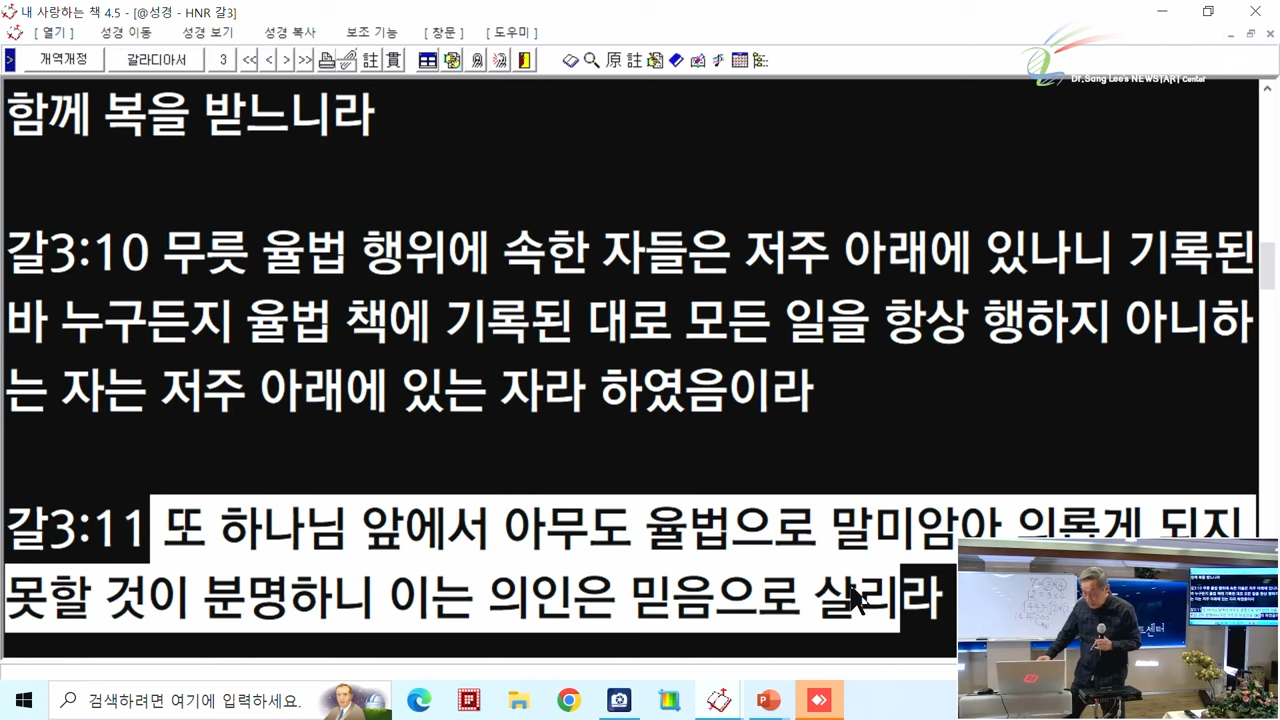 내 사랑하는 책 4.5 - [@성경 - HNR 갈3]
[ 열기 ] 성경 이동 성경 보기 성경 복사 보조 기능 [ 창문 ] [ 도우미 ]
개역개정 갈라디아서 3 << < > >> 註 貫 原 註
Dr.Sang Lee's NEWSTART Center
함께 복을 받느니라
갈3:10 무릇 율법 행위에 속한 자들은 저주 아래에 있나니 기록된
바 누구든지 율법 책에 기록된 대로 모든 일을 항상 행하지 아니하
는 자는 저주 아래에 있는 자라 하였음이라
갈3:11 또 하나님 앞에서 아무도 율법으로 말미암아 의롭게 되지
못할 것이 분명하니 이는 의인은 믿음으로 살리라
검색하려면 여기에 입력하세요.